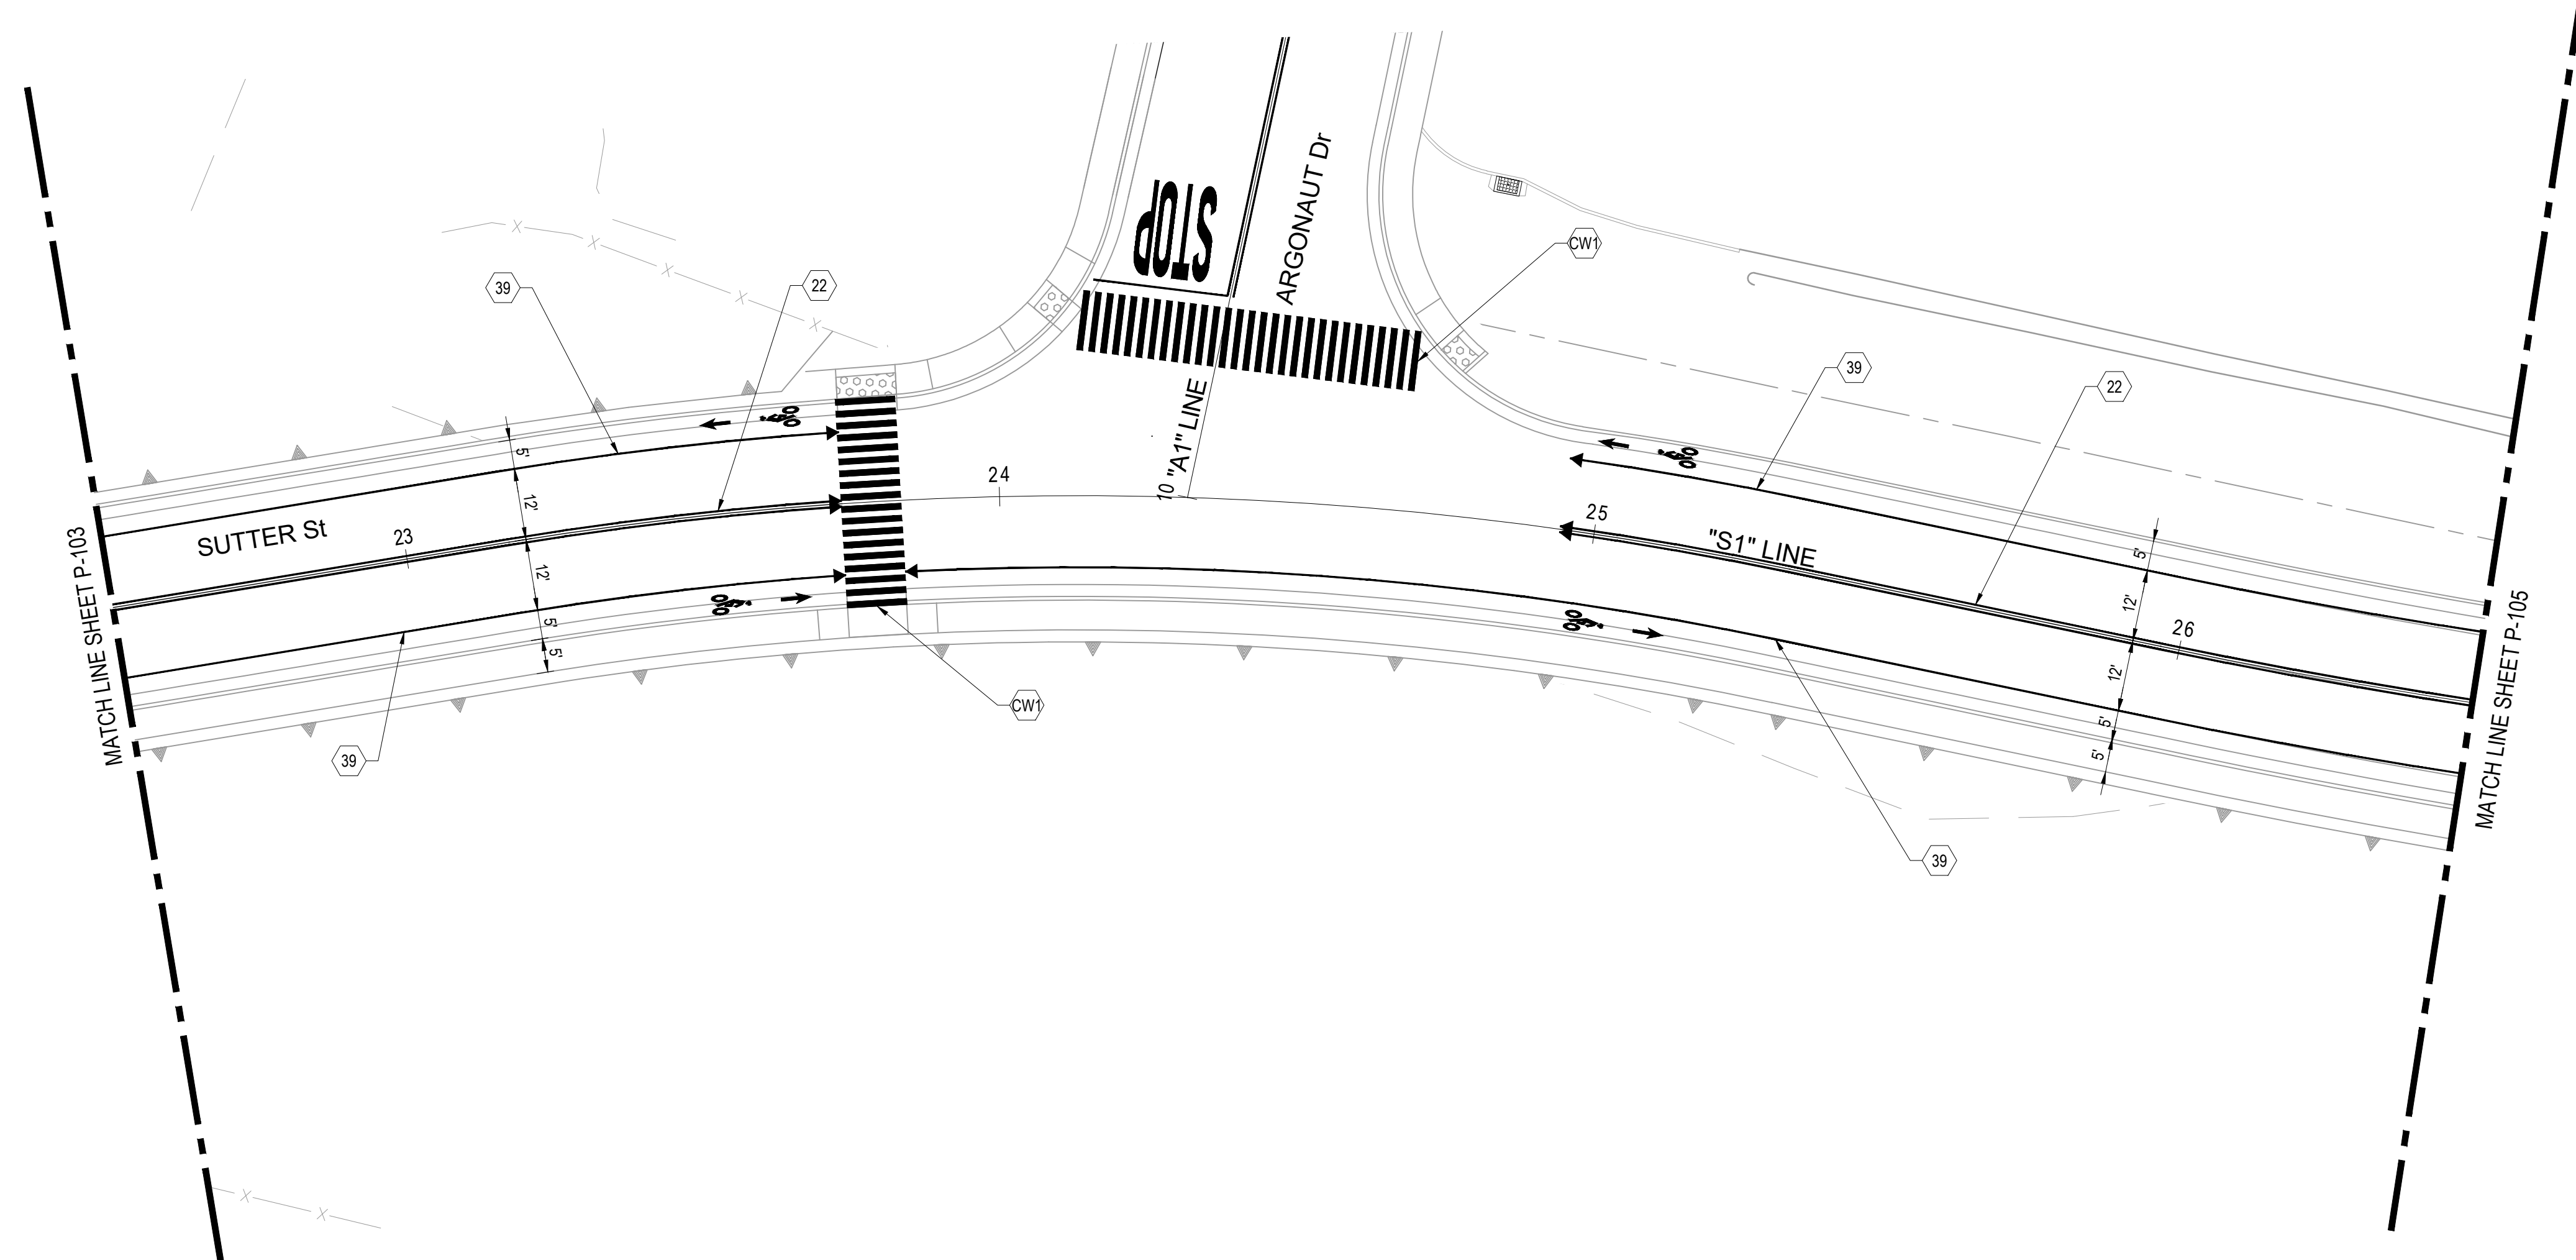 STOP
ARGONAUT Dr
CW1
39
22
39
22
5'
12'
10 "A1" LINE
24
25
"S1" LINE
5'
12'
26
SUTTER St
23
12'
5'
5'
12'
5'
5'
MATCH LINE SHEET P-103
MATCH LINE SHEET P-105
39
CW1
39
X
X
X
X
X
X
X